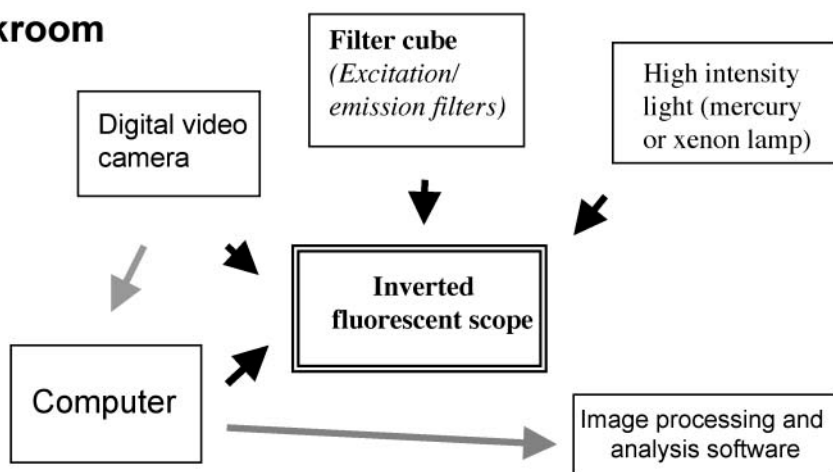 Filter cube
(Excitation/
emission filters)
High intensity
light (mercury
or xenon lamp)
Digital video
camera
Inverted
fluorescent scope
Computer
Image processing and
analysis software